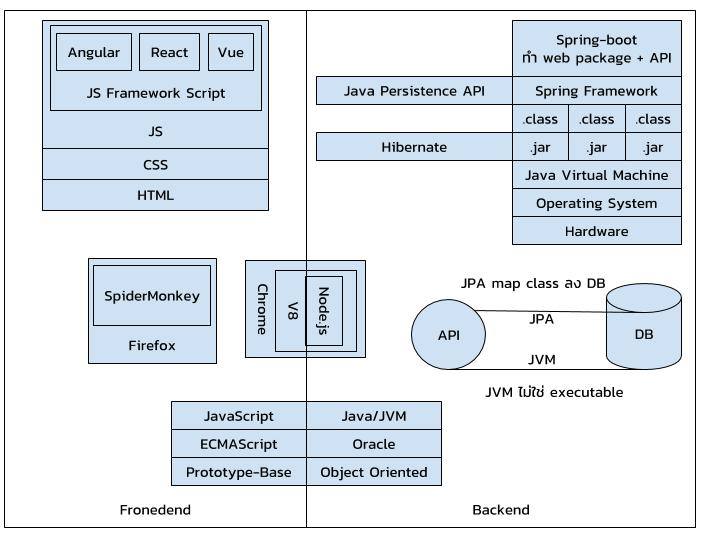 Angular
React
Vue
JS Framework Script
JS
CSS
HTML
Spring-boot
ทำ web package + API
Java Persistence API
Spring Framework
.class
.class
.class
Hibernate
.jar
.jar
.jar
Java Virtual Machine
Operating System
Hardware
SpiderMonkey
Firefox
Chrome
V8
Node.js
JPA map class ลง DB
API
JPA
JVM
DB
JVM ไม่ใช่ executable
JavaScript
Java/JVM
ECMAScript
Oracle
Prototype-Base
Object Oriented
Fronedend
Backend